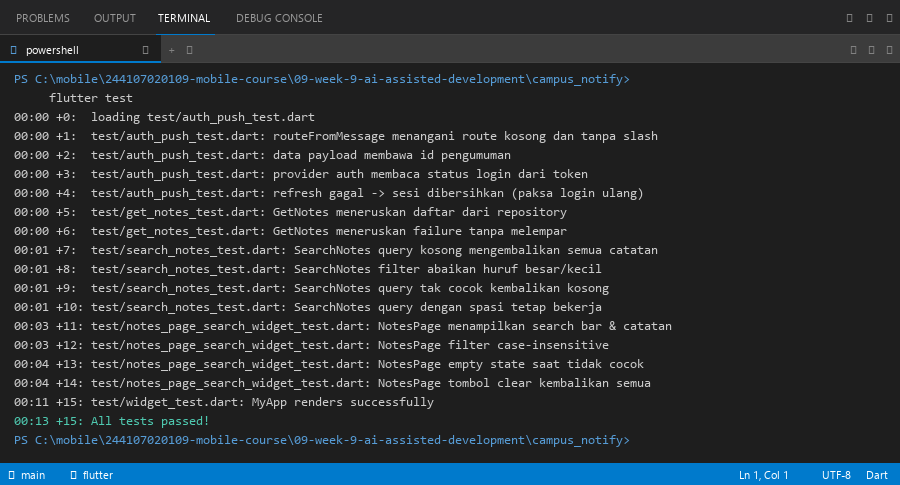 PROBLEMS OUTPUT TERMINAL DEBUG CONSOLE
powershell +
PS C:\mobile\244107020109-mobile-course\09-week-9-ai-assisted-development\campus_notify>
flutter test
00:00 +0: loading test/auth_push_test.dart
00:00 +1: test/auth_push_test.dart: routeFromMessage menangani route kosong dan tanpa slash
00:00 +2: test/auth_push_test.dart: data payload membawa id pengumuman
00:00 +3: test/auth_push_test.dart: provider auth membaca status login dari token
00:00 +4: test/auth_push_test.dart: refresh gagal -> sesi dibersihkan (paksa login ulang)
00:00 +5: test/get_notes_test.dart: GetNotes meneruskan daftar dari repository
00:00 +6: test/get_notes_test.dart: GetNotes meneruskan failure tanpa melempar
00:01 +7: test/search_notes_test.dart: SearchNotes query kosong mengembalikan semua catatan
00:01 +8: test/search_notes_test.dart: SearchNotes filter abaikan huruf besar/kecil
00:01 +9: test/search_notes_test.dart: SearchNotes query tak cocok kembalikan kosong
00:01 +10: test/search_notes_test.dart: SearchNotes query dengan spasi tetap bekerja
00:03 +11: test/notes_page_search_widget_test.dart: NotesPage menampilkan search bar & catatan
00:03 +12: test/notes_page_search_widget_test.dart: NotesPage filter case-insensitive
00:04 +13: test/notes_page_search_widget_test.dart: NotesPage empty state saat tidak cocok
00:04 +14: test/notes_page_search_widget_test.dart: NotesPage tombol clear kembalikan semua
00:11 +15: test/widget_test.dart: MyApp renders successfully
00:13 +15: All tests passed!
PS C:\mobile\244107020109-mobile-course\09-week-9-ai-assisted-development\campus_notify>
main flutter Ln 1, Col 1 UTF-8 Dart